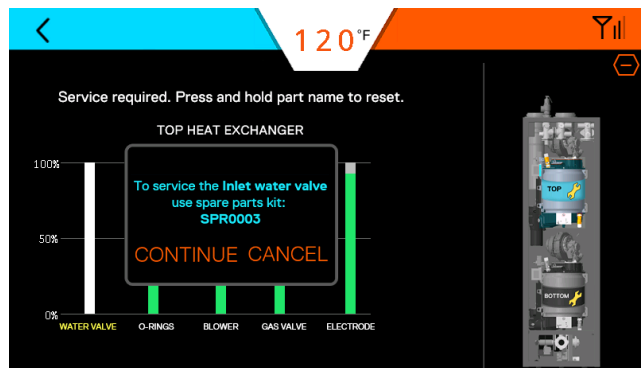 120°F
Service required. Press and hold part name to reset.
TOP HEAT EXCHANGER
100%
To service the Inlet water valve
use spare parts kit:
SPR0003
CONTINUE CANCEL
50%
0%
WATER VALVE O-RINGS BLOWER GAS VALVE ELECTRODE
TOP
BOTTOM